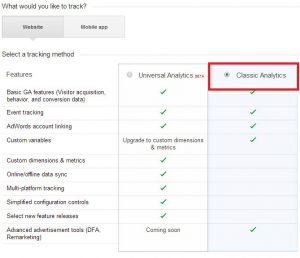 What would you like to track?
Website
Mobile app
Select a tracking method
Features
Universal Analytics BETA
Classic Analytics
Basic GA features (Visitor acquisition,
behavior, and conversion data)
Event tracking
AdWords account linking
Custom variables
Upgrade to custom dimensions
& metrics
Custom dimensions & metrics
Online/offline data sync
Multi-platform tracking
Simplified configuration controls
Select new feature releases
Advanced advertisement tools (DFA,
Remarketing)
Coming soon